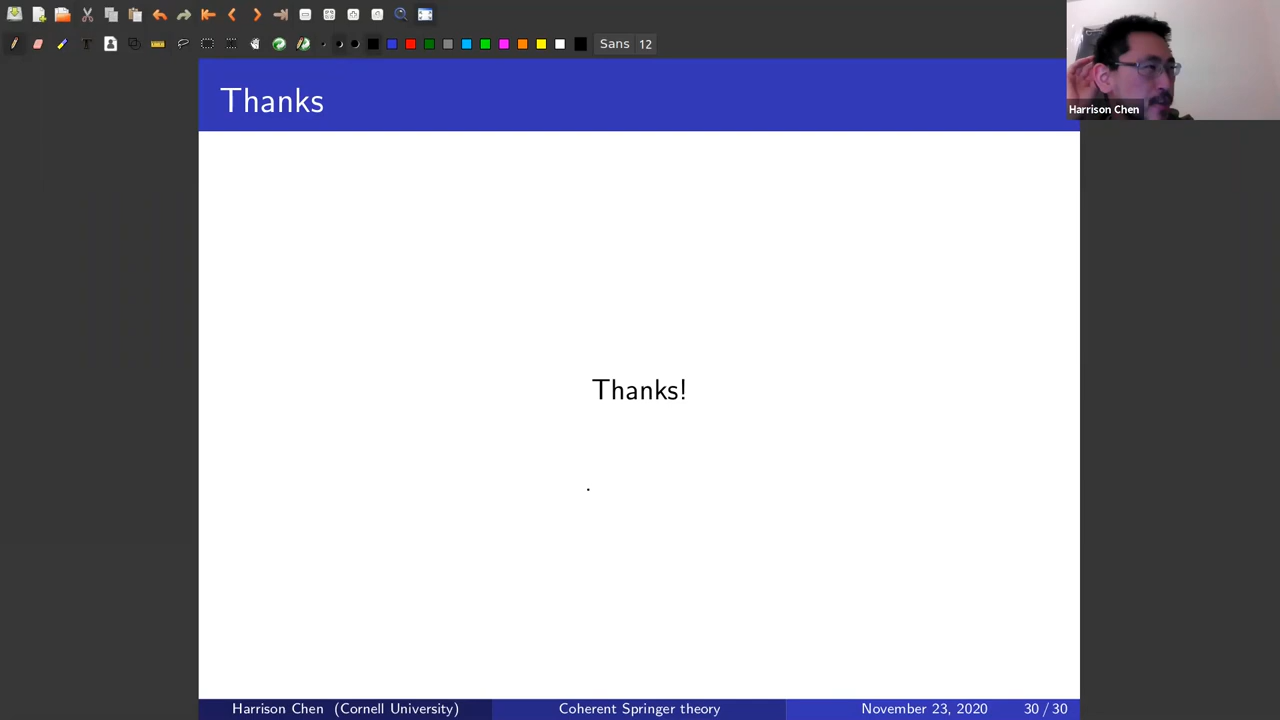 Sans 12
Harrison Chen
Thanks
Thanks!
Harrison Chen (Cornell University) Coherent Springer theory November 23, 2020 30 / 30